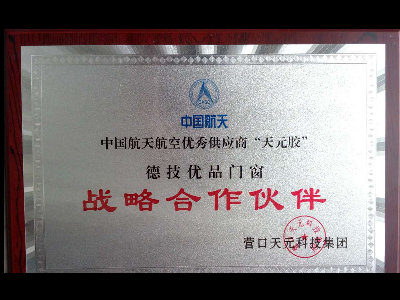 中国航天
中国航天航空优秀供应商“天元胶”
德技优品门窗
战略合作伙伴
营口天元科技集团